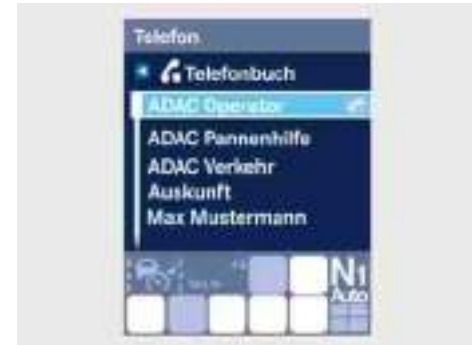 Telefon
Telefonbuch
ADAC Operator
ADAC Pannenhilfe
ADAC Verkehr
Auskunft
Max Mustermann
N1
Auto